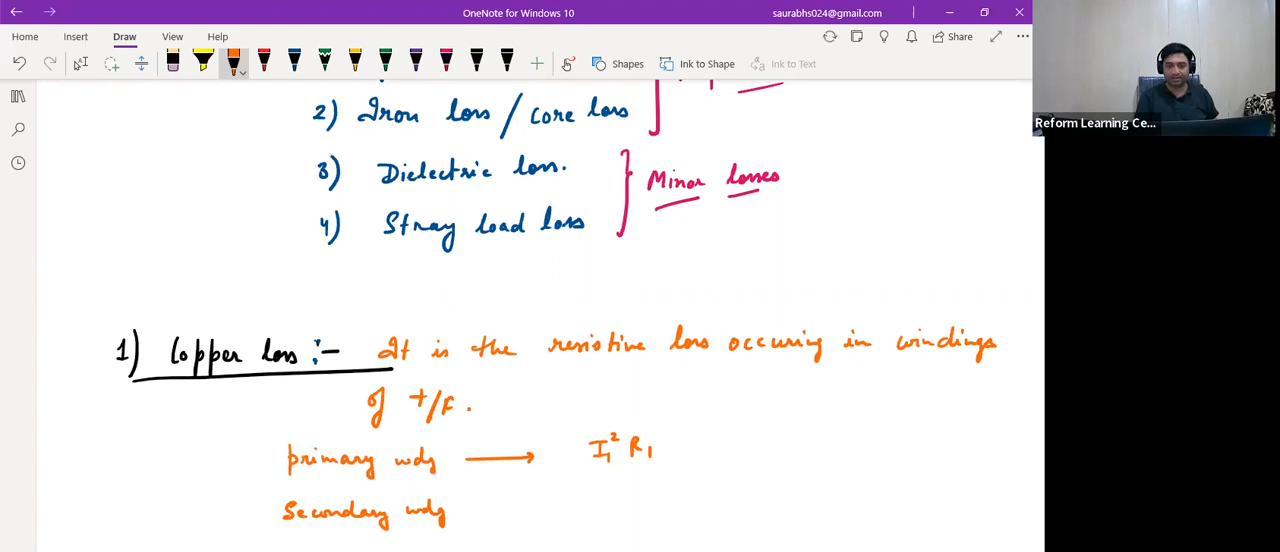 OneNote for Windows 10
saurabhs024@gmail.com
Home Insert Draw View Help
Share
Shapes Ink to Shape Ink to Text
Reform Learning Ce...
2) Iron loss / core loss
3) Dielectric loss.
Minor losses
4) Stray load loss
1) Copper loss :- It is the resistive loss occuring in windings
of t/F.
primary wdg → I₁² R₁
Secondary wdg